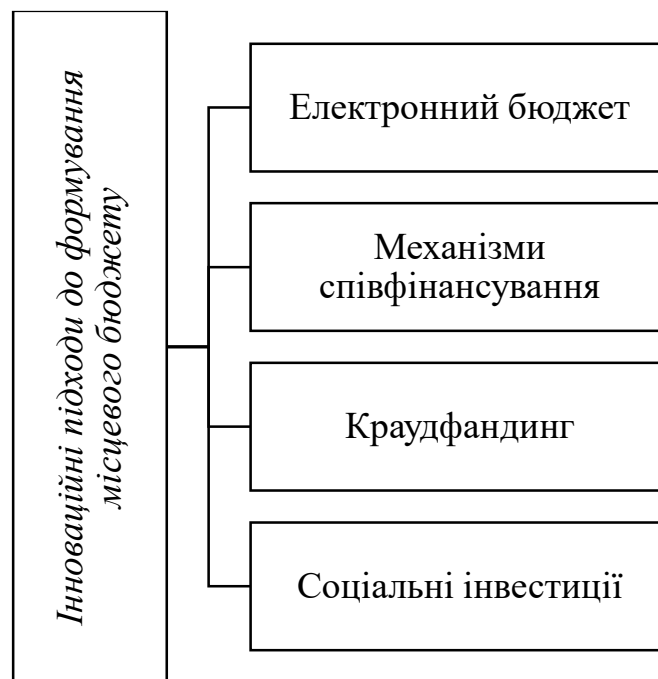 Інноваційні підходи до формування
місцевого бюджету
Електронний бюджет
Механізми
співфінансування
Краудфандинг
Соціальні інвестиції